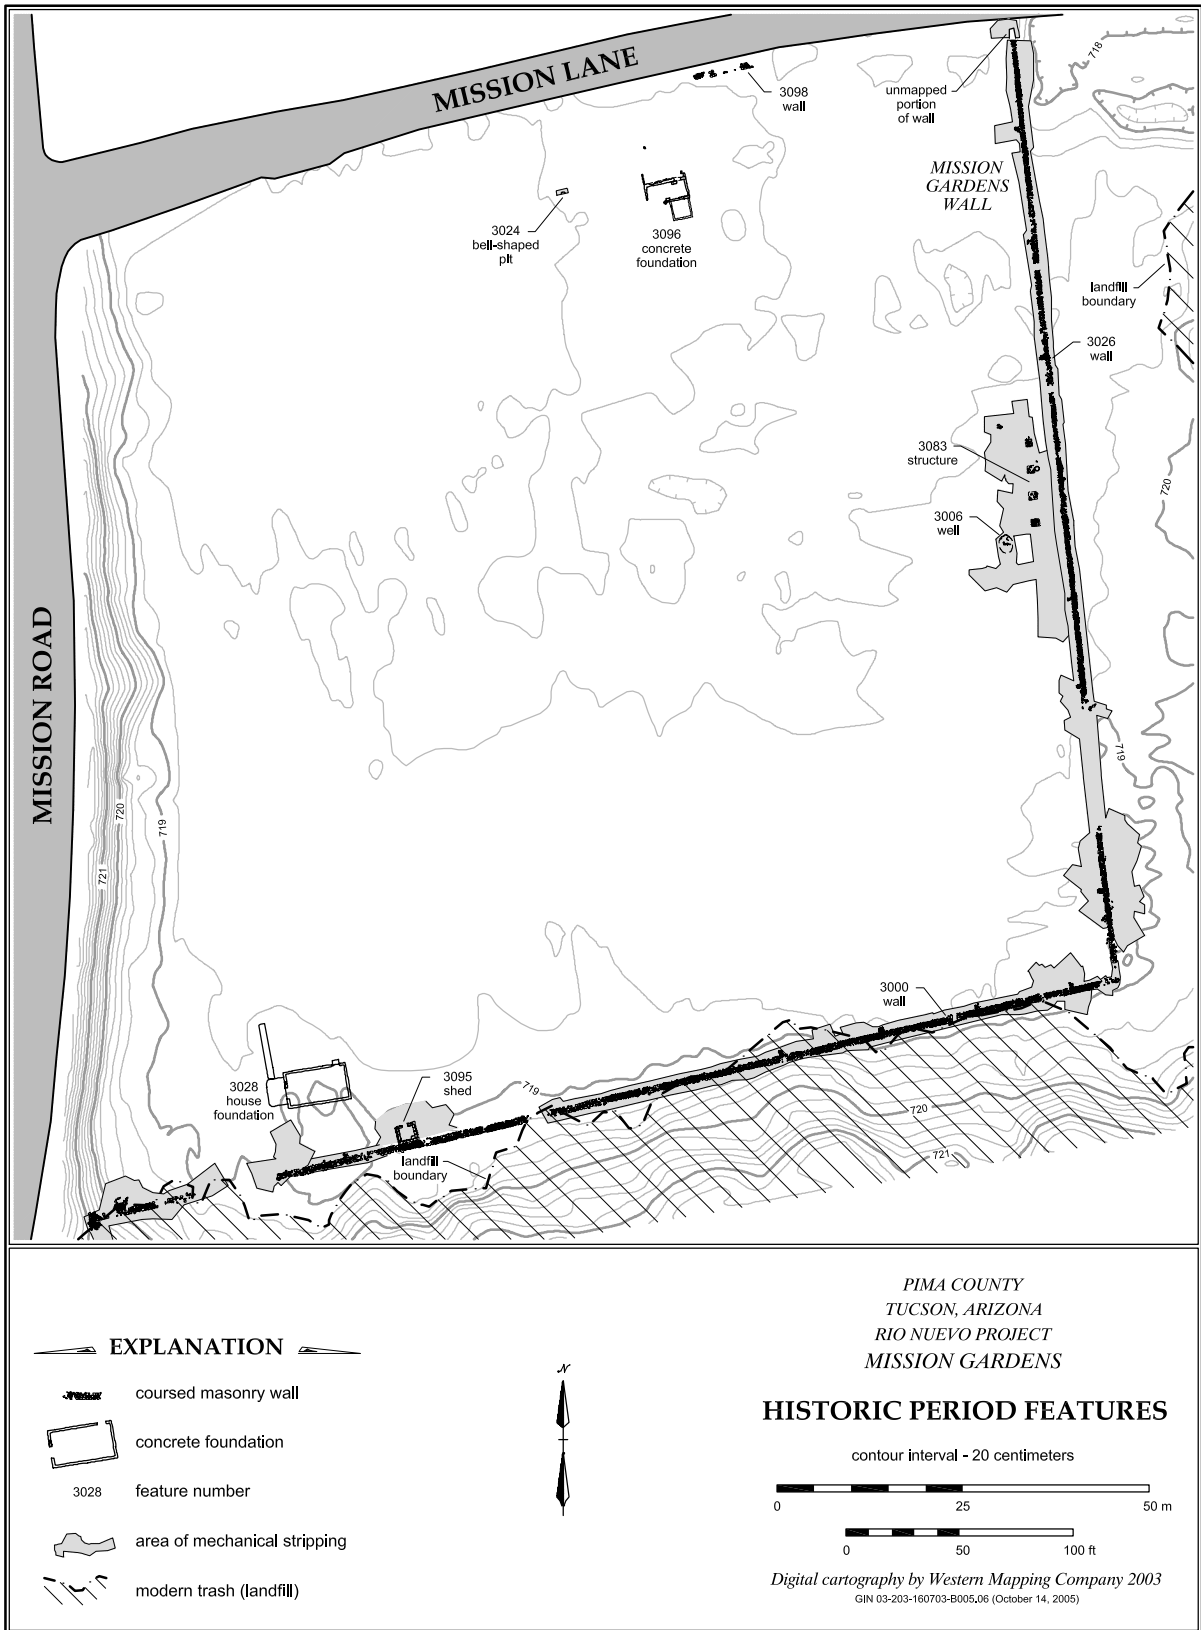 MISSION LANE
718
3098
wall
unmapped
portion
of wall
MISSION
GARDENS
WALL
3024
bell-shaped
pit
3096
concrete
foundation
landfill
boundary
3026
wall
3083
structure
720
3006
well
MISSION ROAD
719
720
719
721
3000
wall
3028
house
foundation
3095
shed
719
720
landfill
boundary
721
EXPLANATION
coursed masonry wall
concrete foundation
3028 feature number
area of mechanical stripping
modern trash (landfill)
N
PIMA COUNTY
TUCSON, ARIZONA
RIO NUEVO PROJECT
MISSION GARDENS
HISTORIC PERIOD FEATURES
contour interval - 20 centimeters
0 25 50 m
0 50 100 ft
Digital cartography by Western Mapping Company 2003
GIN 03-203-160703-B005.06 (October 14, 2005)